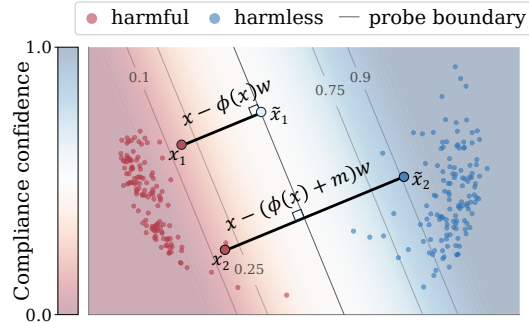 harmful harmless probe boundary
1.0
0.1
0.75
0.9
x − ϕ(x)w
x̃₁
x₁
x − (ϕ(x) + m)w
x̃₂
x₂
0.25
0.0
Compliance confidence